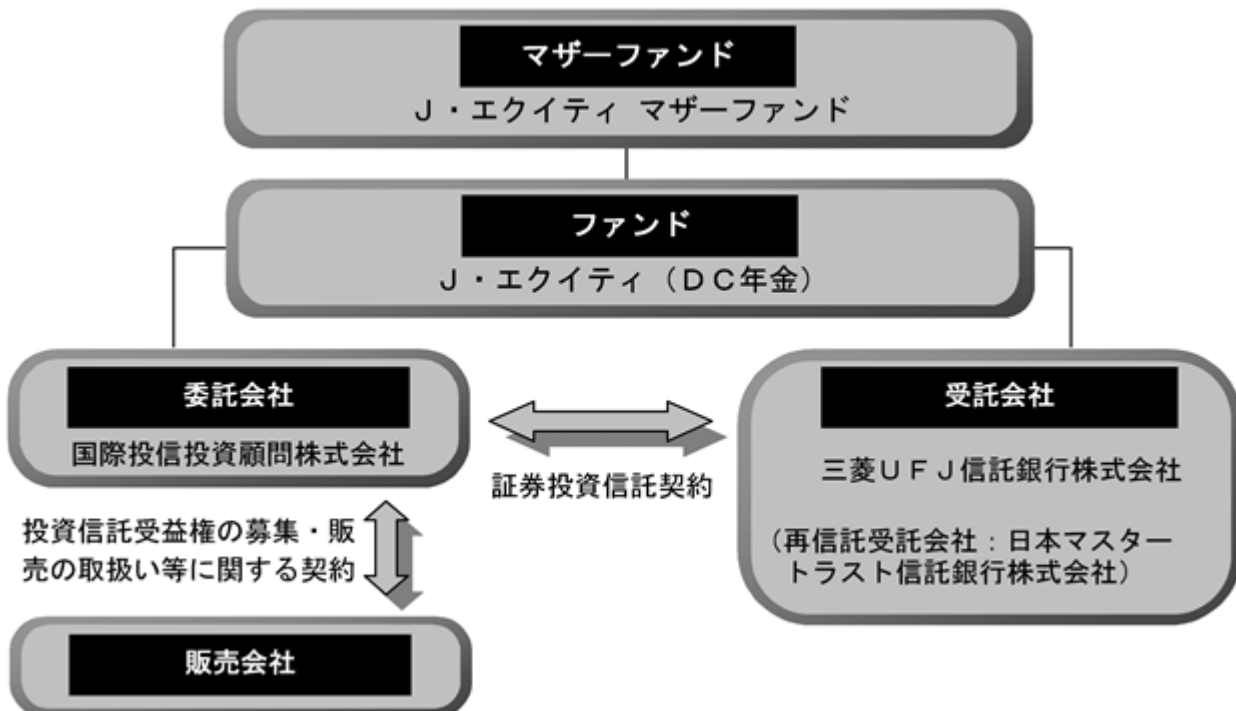 マザーファンド
J・エクイティ マザーファンド
ファンド
J・エクイティ(DC年金)
委託会社
国際投信投資顧問株式会社
証券投資信託契約
受託会社
三菱UFJ信託銀行株式会社
(再信託受託会社:日本マスター
トラスト信託銀行株式会社)
投資信託受益権の募集・販
売の取扱い等に関する契約
販売会社